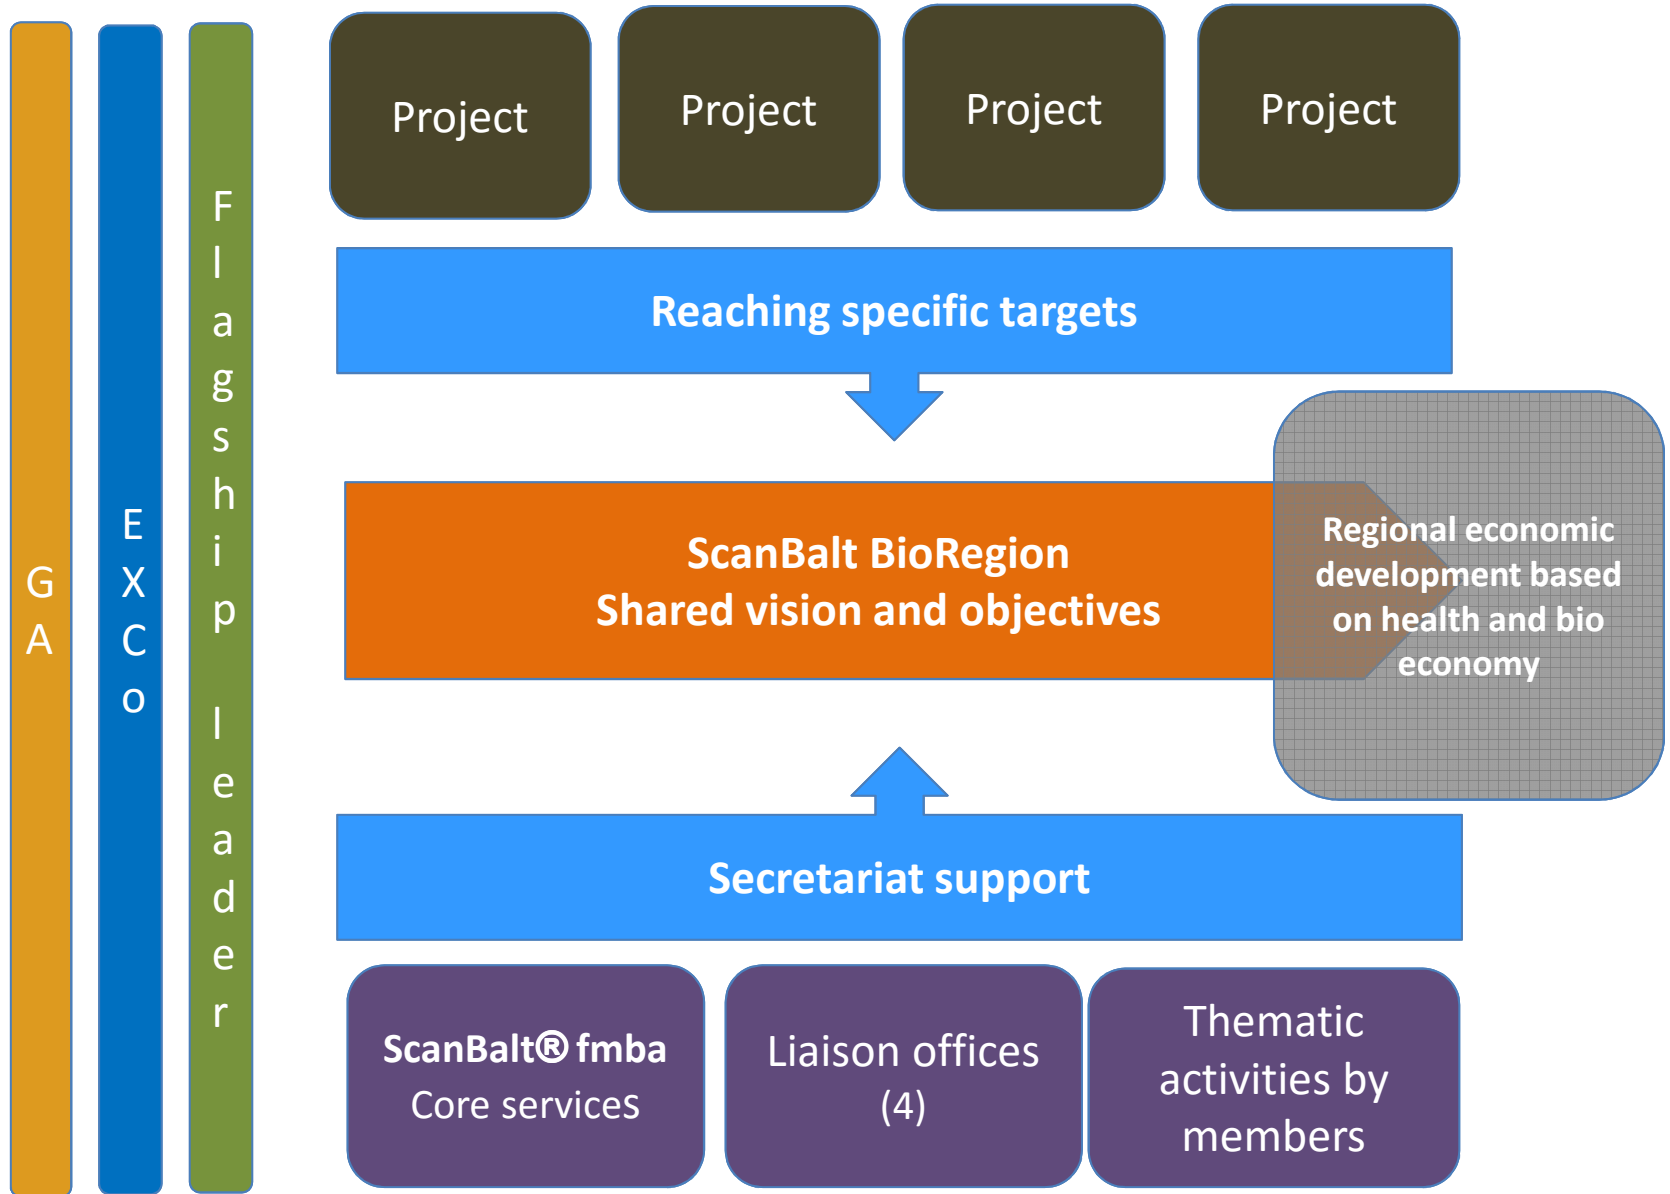 GA
EXCo
Flagship leader
Project
Project
Project
Project
Reaching specific targets
ScanBalt BioRegion
Shared vision and objectives
Regional economic
development based
on health and bio
economy
Secretariat support
ScanBalt® fmba
Core services
Liaison offices
(4)
Thematic
activities by
members